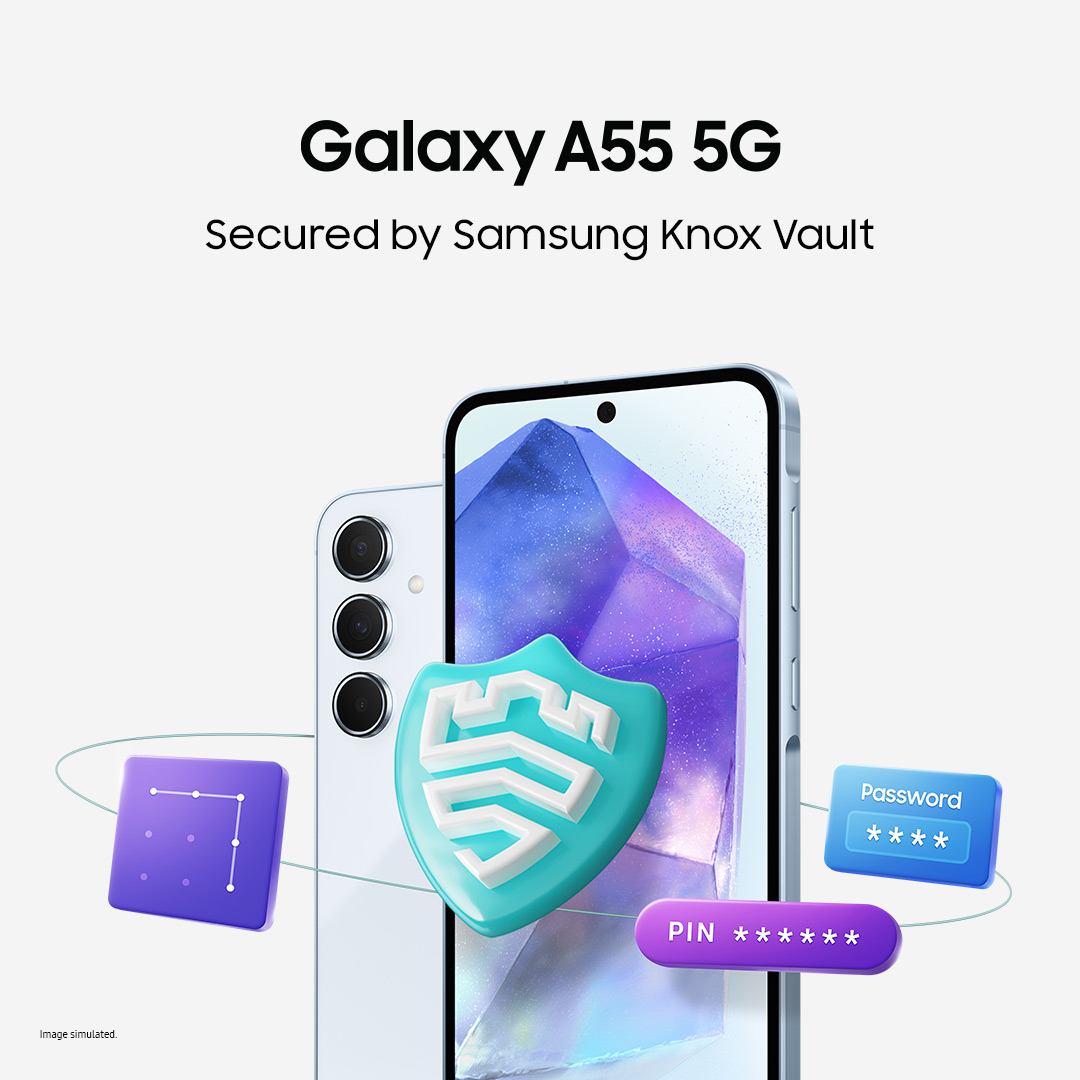 Galaxy A55 5G
Secured by Samsung Knox Vault
Password
****
PIN ******
Image simulated.